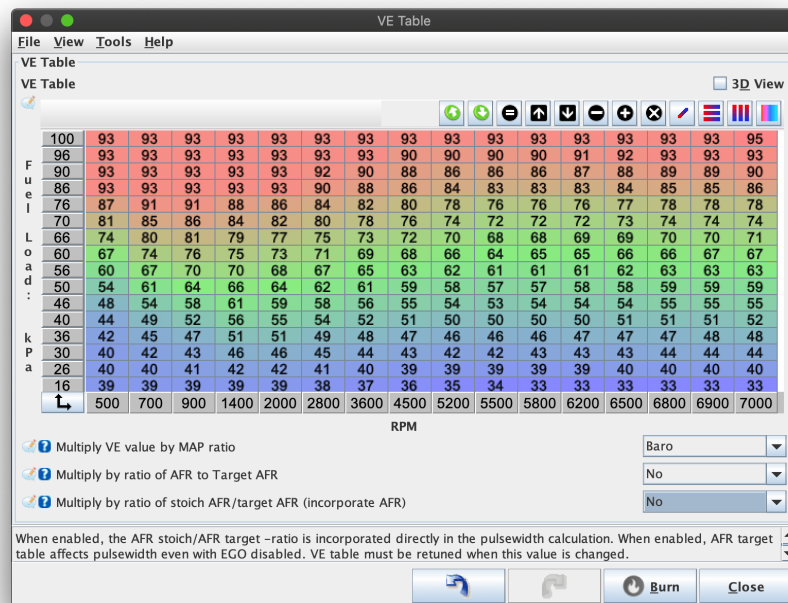 VE Table
File View Tools Help
VE Table
VE Table 3D View
Fuel Load: kPa
100 93 93 93 93 93 93 93 93 93 93 93 93 93 93 93 95
96 93 93 93 93 93 93 93 90 90 90 90 91 92 93 93 93
90 93 93 93 93 93 92 90 88 86 86 86 87 88 89 89 90
86 93 93 93 93 93 90 88 86 84 83 83 83 84 85 85 86
76 87 91 91 88 86 84 82 80 78 76 76 76 77 78 78 78
70 81 85 86 84 82 80 78 76 74 72 72 72 73 74 74 74
66 74 80 81 79 77 75 73 72 70 68 68 69 69 70 70 71
60 67 74 76 75 73 71 69 68 66 64 65 65 66 66 67 67
56 60 67 70 70 68 67 65 63 62 61 61 61 62 63 63 63
50 54 61 64 66 64 62 61 59 58 57 57 58 58 59 59 59
46 48 54 58 61 59 58 56 55 54 53 54 54 54 55 55 55
40 44 49 52 56 55 54 52 51 50 50 50 50 51 51 51 52
36 42 45 47 51 51 49 48 47 46 46 46 47 47 47 48 48
30 40 42 43 46 46 45 44 43 42 42 43 43 43 44 44 44
26 40 40 41 42 42 41 40 39 39 39 39 39 40 40 40 40
16 39 39 39 39 39 38 37 36 35 34 33 33 33 33 33 33
500 700 900 1400 2000 2800 3600 4500 5200 5500 5800 6200 6500 6800 6900 7000
RPM
Multiply VE value by MAP ratio Baro
Multiply by ratio of AFR to Target AFR No
Multiply by ratio of stoich AFR/target AFR (incorporate AFR) No
When enabled, the AFR stoich/AFR target -ratio is incorporated directly in the pulsewidth calculation. When enabled, AFR target
table affects pulsewidth even with EGO disabled. VE table must be retuned when this value is changed.
Burn Close